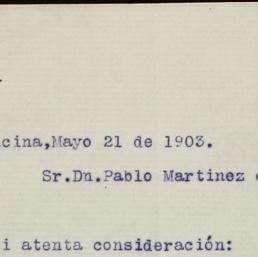 cina, Mayo 21 de 1903.
Sr.Dn.Pablo Martinez
i atenta consideración: